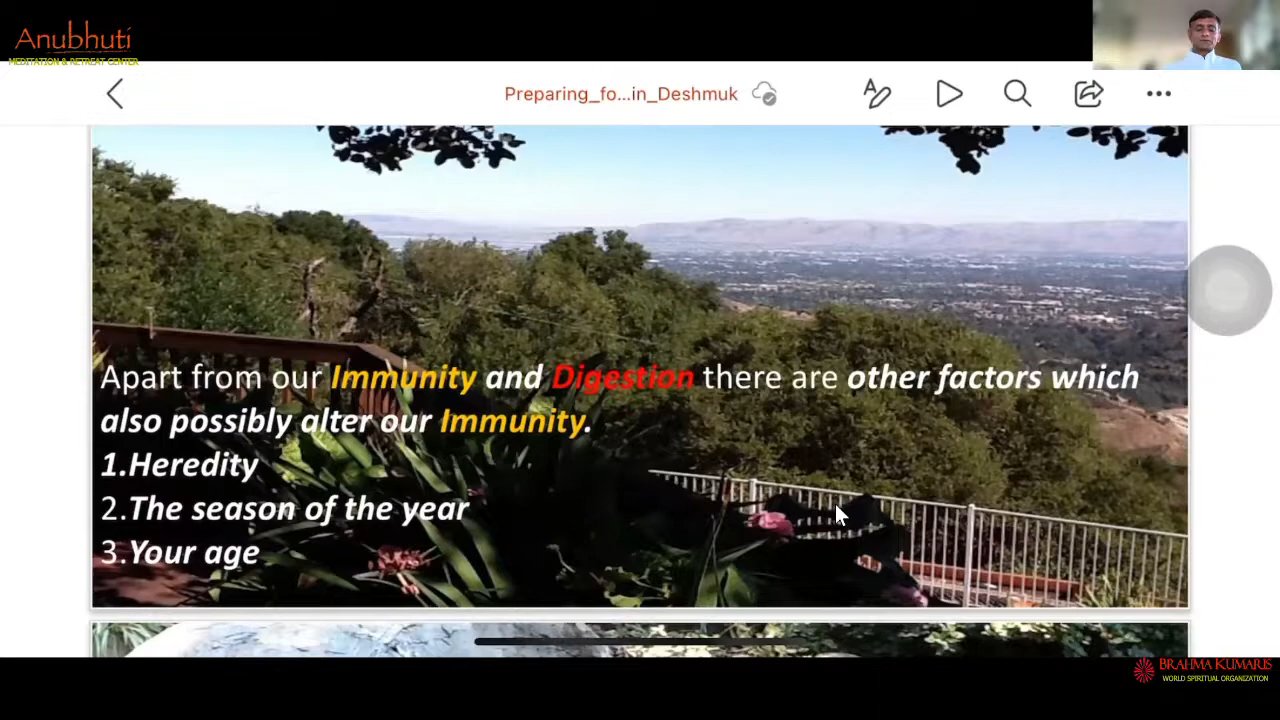 Anubhuti
MEDITATION & RETREAT CENTER
Preparing_fo...in_Deshmuk
Apart from our Immunity and Digestion there are other factors which
also possibly alter our Immunity.
1.Heredity
2.The season of the year
3.Your age
BRAHMA KUMARIS
WORLD SPIRITUAL ORGANIZATION